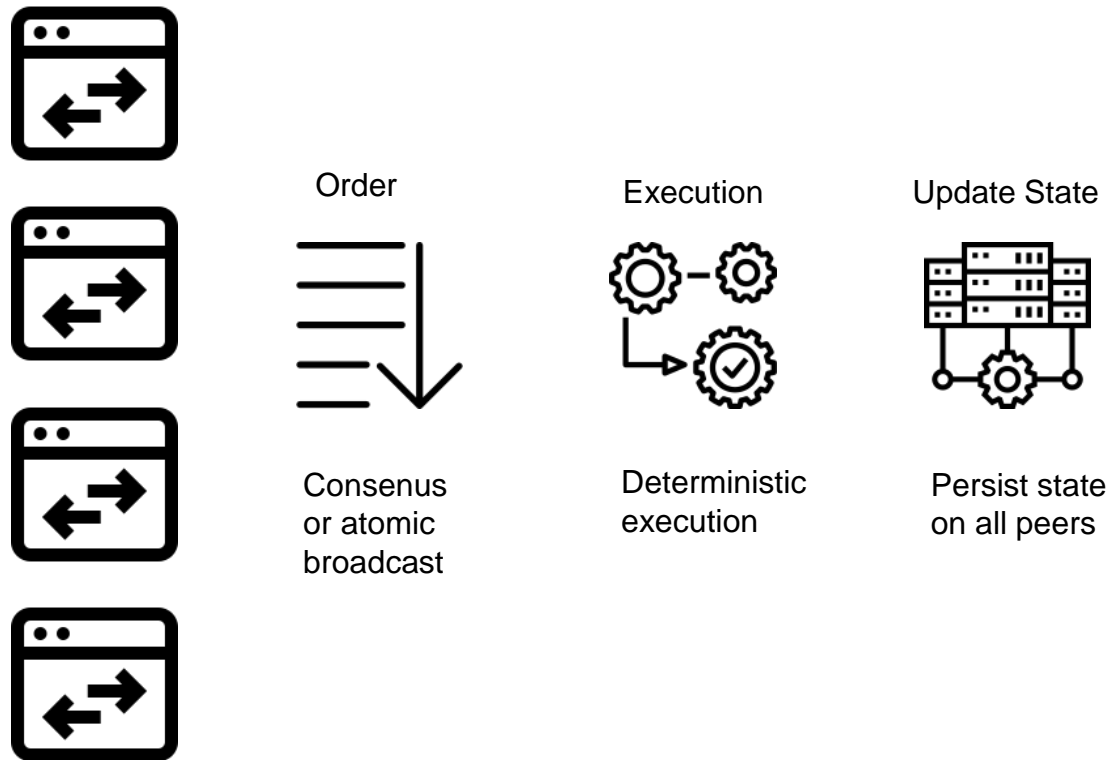 Order
Execution
Update State
Consenus
or atomic
broadcast
Deterministic
execution
Persist state
on all peers